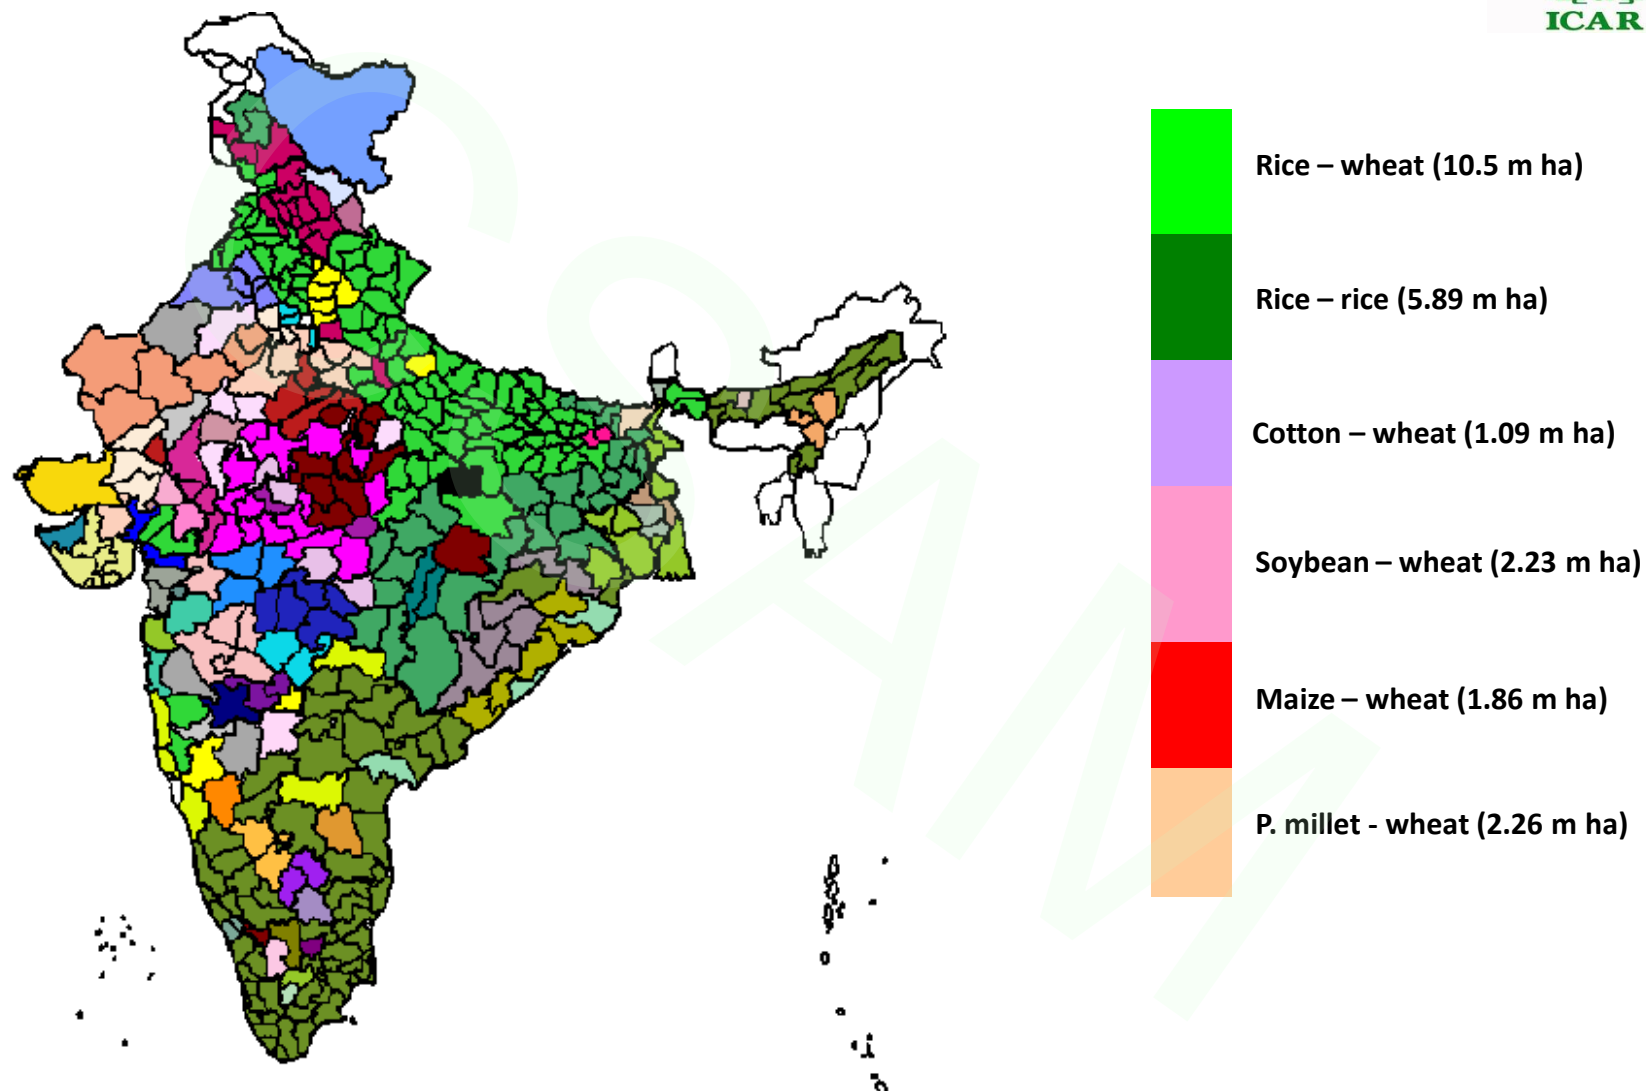 ICAR
Rice – wheat (10.5 m ha)
Rice – rice (5.89 m ha)
Cotton – wheat (1.09 m ha)
Soybean – wheat (2.23 m ha)
Maize – wheat (1.86 m ha)
P. millet - wheat (2.26 m ha)
CSAM